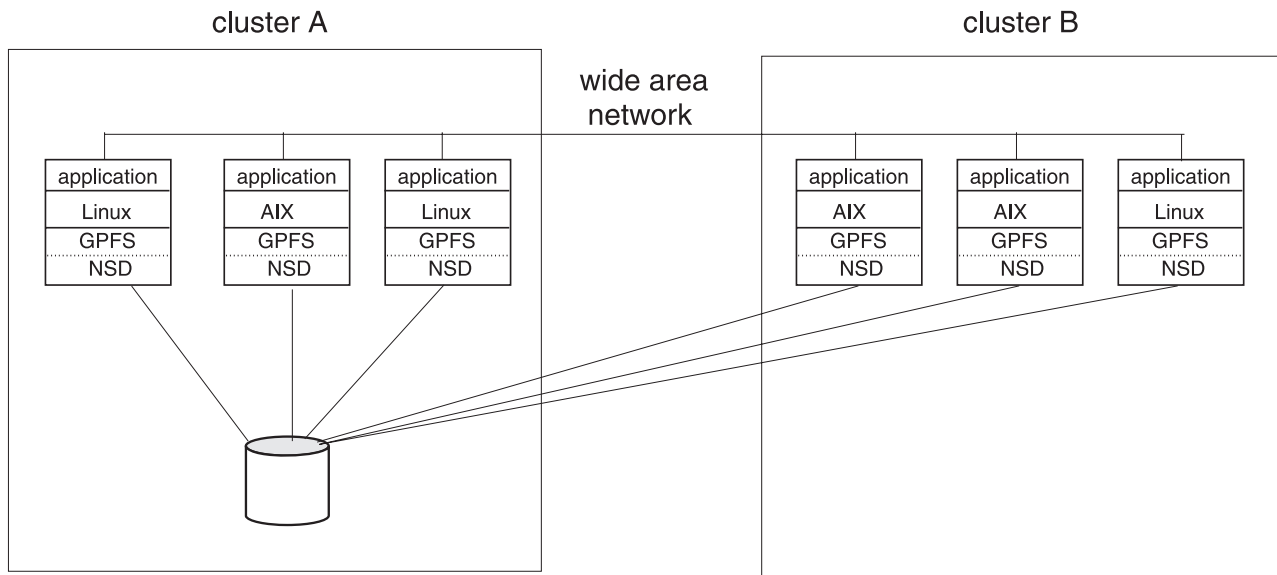 cluster A
cluster B
wide area
network
application
Linux
GPFS
NSD
application
AIX
GPFS
NSD
application
Linux
GPFS
NSD
application
AIX
GPFS
NSD
application
AIX
GPFS
NSD
application
Linux
GPFS
NSD